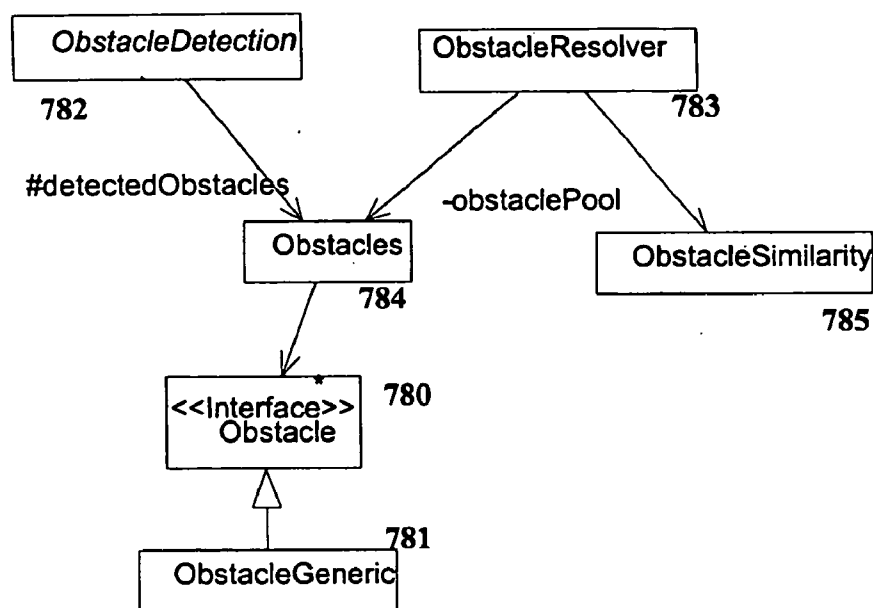 ObstacleDetection
ObstacleResolver
782
783
#detectedObstacles
-obstaclePool
Obstacles
ObstacleSimilarity
784
785
*
780
<<Interface>>
Obstacle
781
ObstacleGeneric